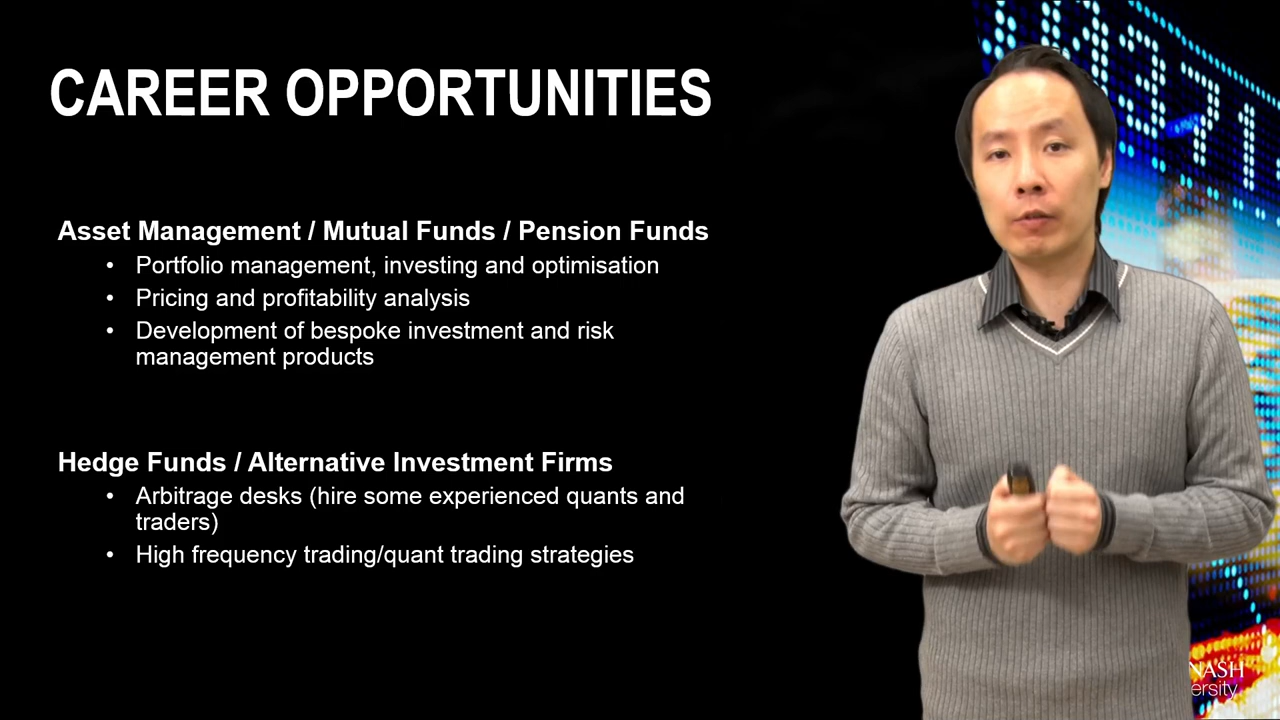 CAREER OPPORTUNITIES
Asset Management / Mutual Funds / Pension Funds
• Portfolio management, investing and optimisation
• Pricing and profitability analysis
• Development of bespoke investment and risk
management products
Hedge Funds / Alternative Investment Firms
• Arbitrage desks (hire some experienced quants and
traders)
• High frequency trading/quant trading strategies
NASH
ersity